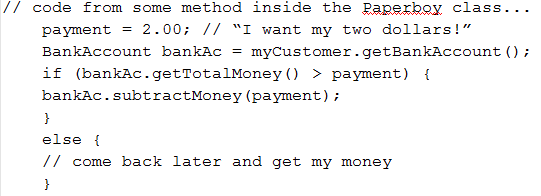 // code from some method inside the Paperboy class...
payment = 2.00; // “I want my two dollars!”
BankAccount bankAc = myCustomer.getBankAccount();
if (bankAc.getTotalMoney() > payment) {
bankAc.subtractMoney(payment);
}
else {
// come back later and get my money
}